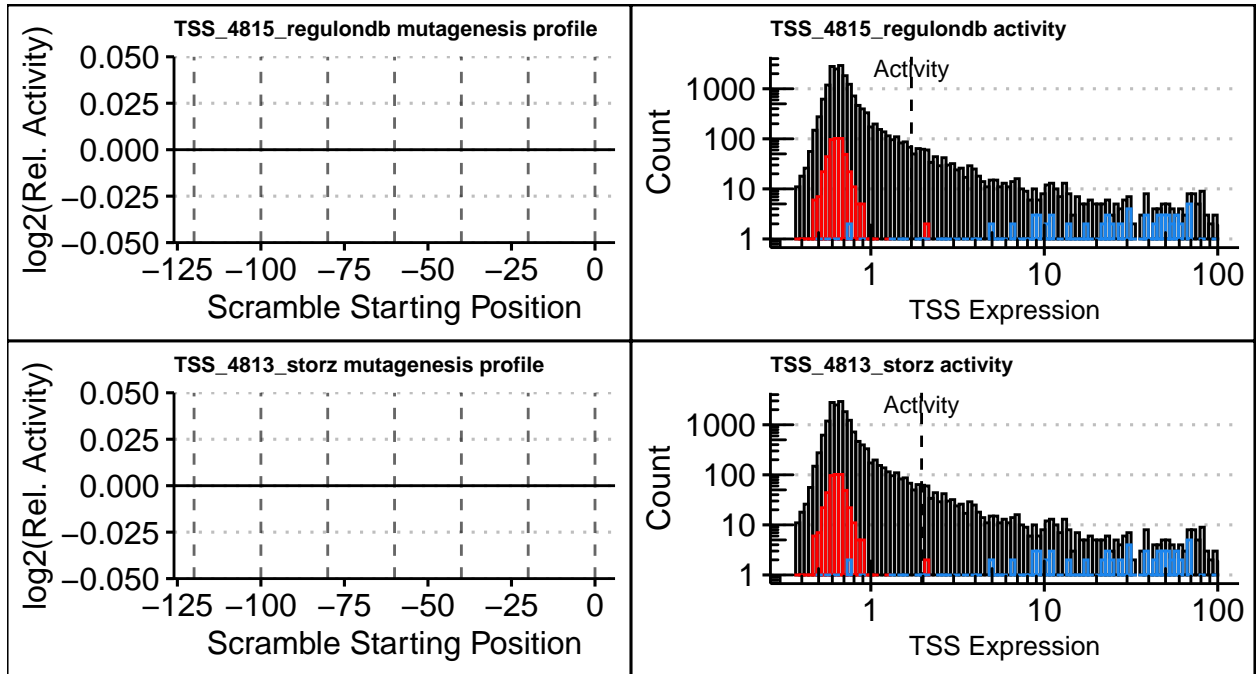 TSS_4815_regulondb mutagenesis profile
log2(Rel. Activity)
0.050
0.025
0.000
−0.025
−0.050
−125 −100 −75 −50 −25 0
Scramble Starting Position
TSS_4815_regulondb activity
Activity
Count
1000
100
10
1
1 10 100
TSS Expression
TSS_4813_storz mutagenesis profile
log2(Rel. Activity)
0.050
0.025
0.000
−0.025
−0.050
−125 −100 −75 −50 −25 0
Scramble Starting Position
TSS_4813_storz activity
Activity
Count
1000
100
10
1
1 10 100
TSS Expression